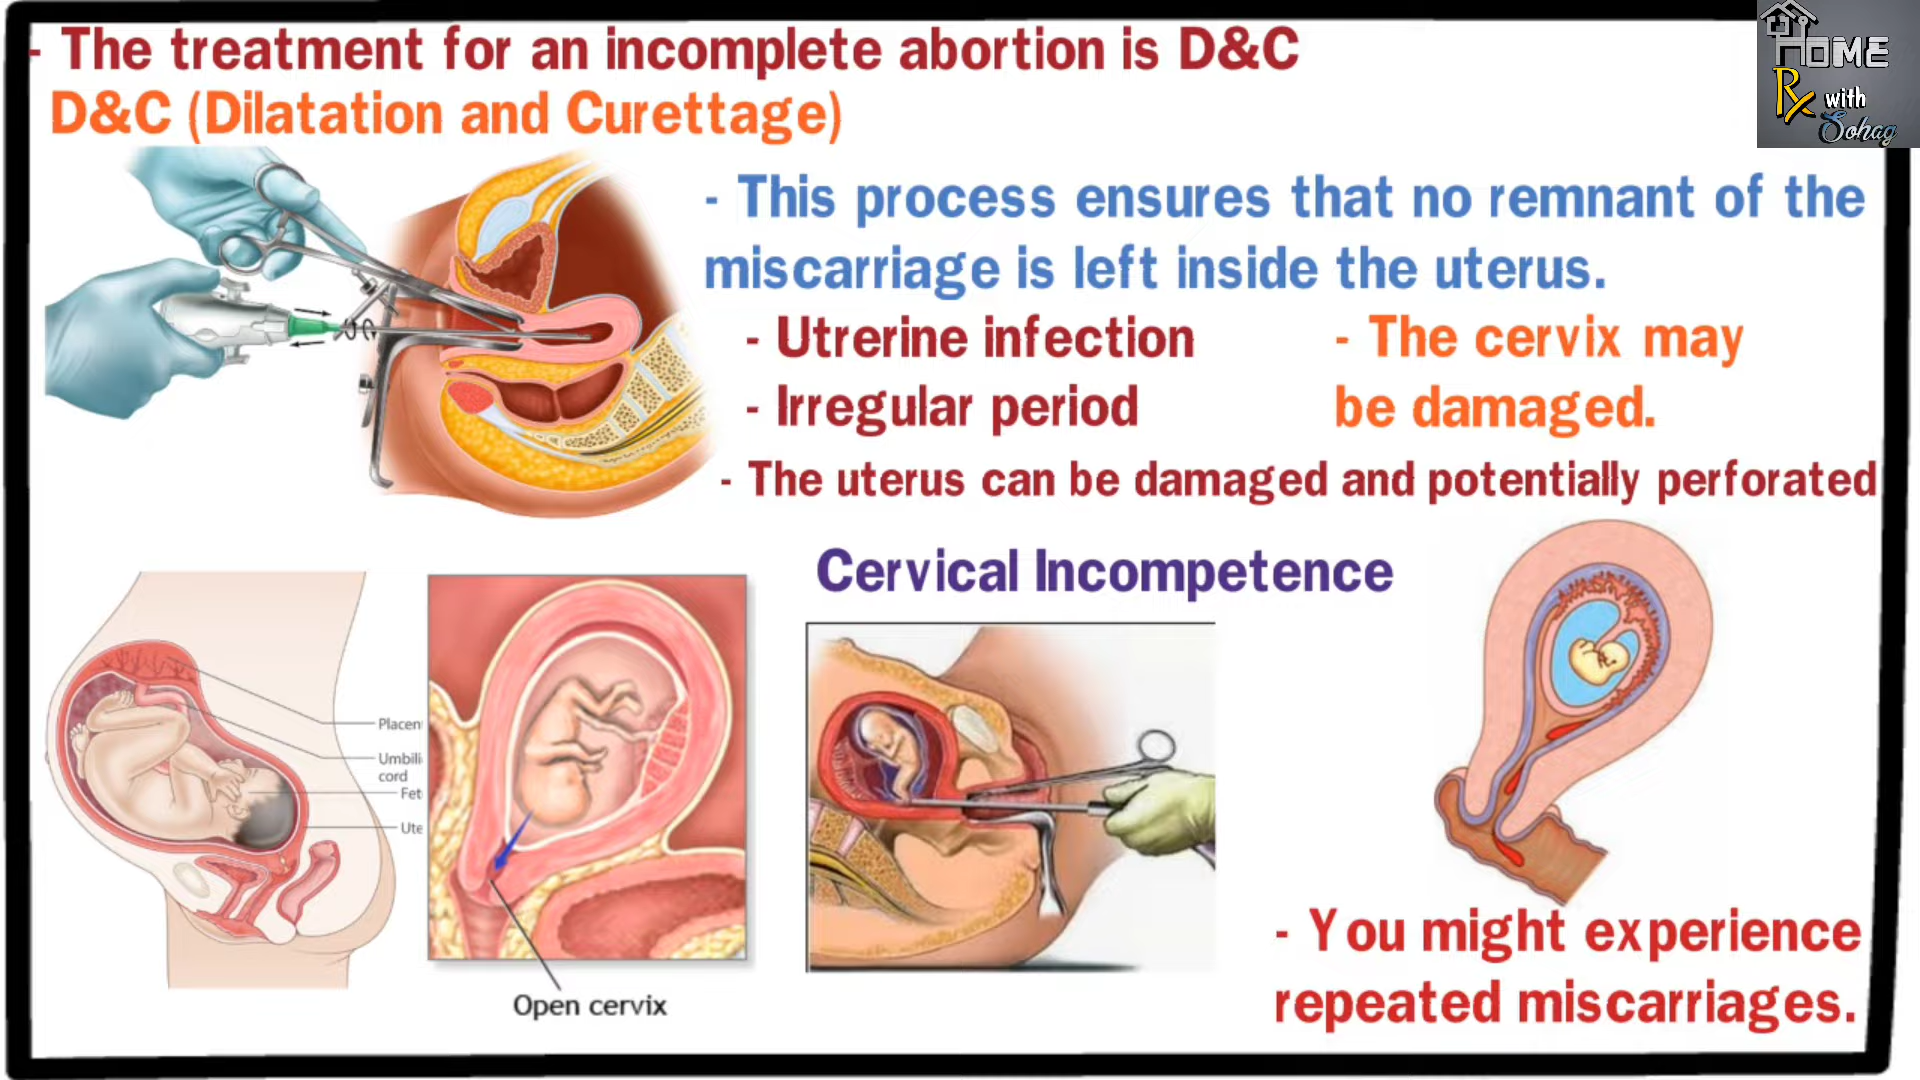 - The treatment for an incomplete abortion is D&C
D&C (Dilatation and Curettage)
HOME
Rx with
Sohag
- This process ensures that no remnant of the
miscarriage is left inside the uterus.
- Utrerine infection
- Irregular period
- The cervix may
be damaged.
- The uterus can be damaged and potentially perforated
Cervical Incompetence
Placen
Umbili
cord
Fet
Ute
Open cervix
- You might experience
repeated miscarriages.